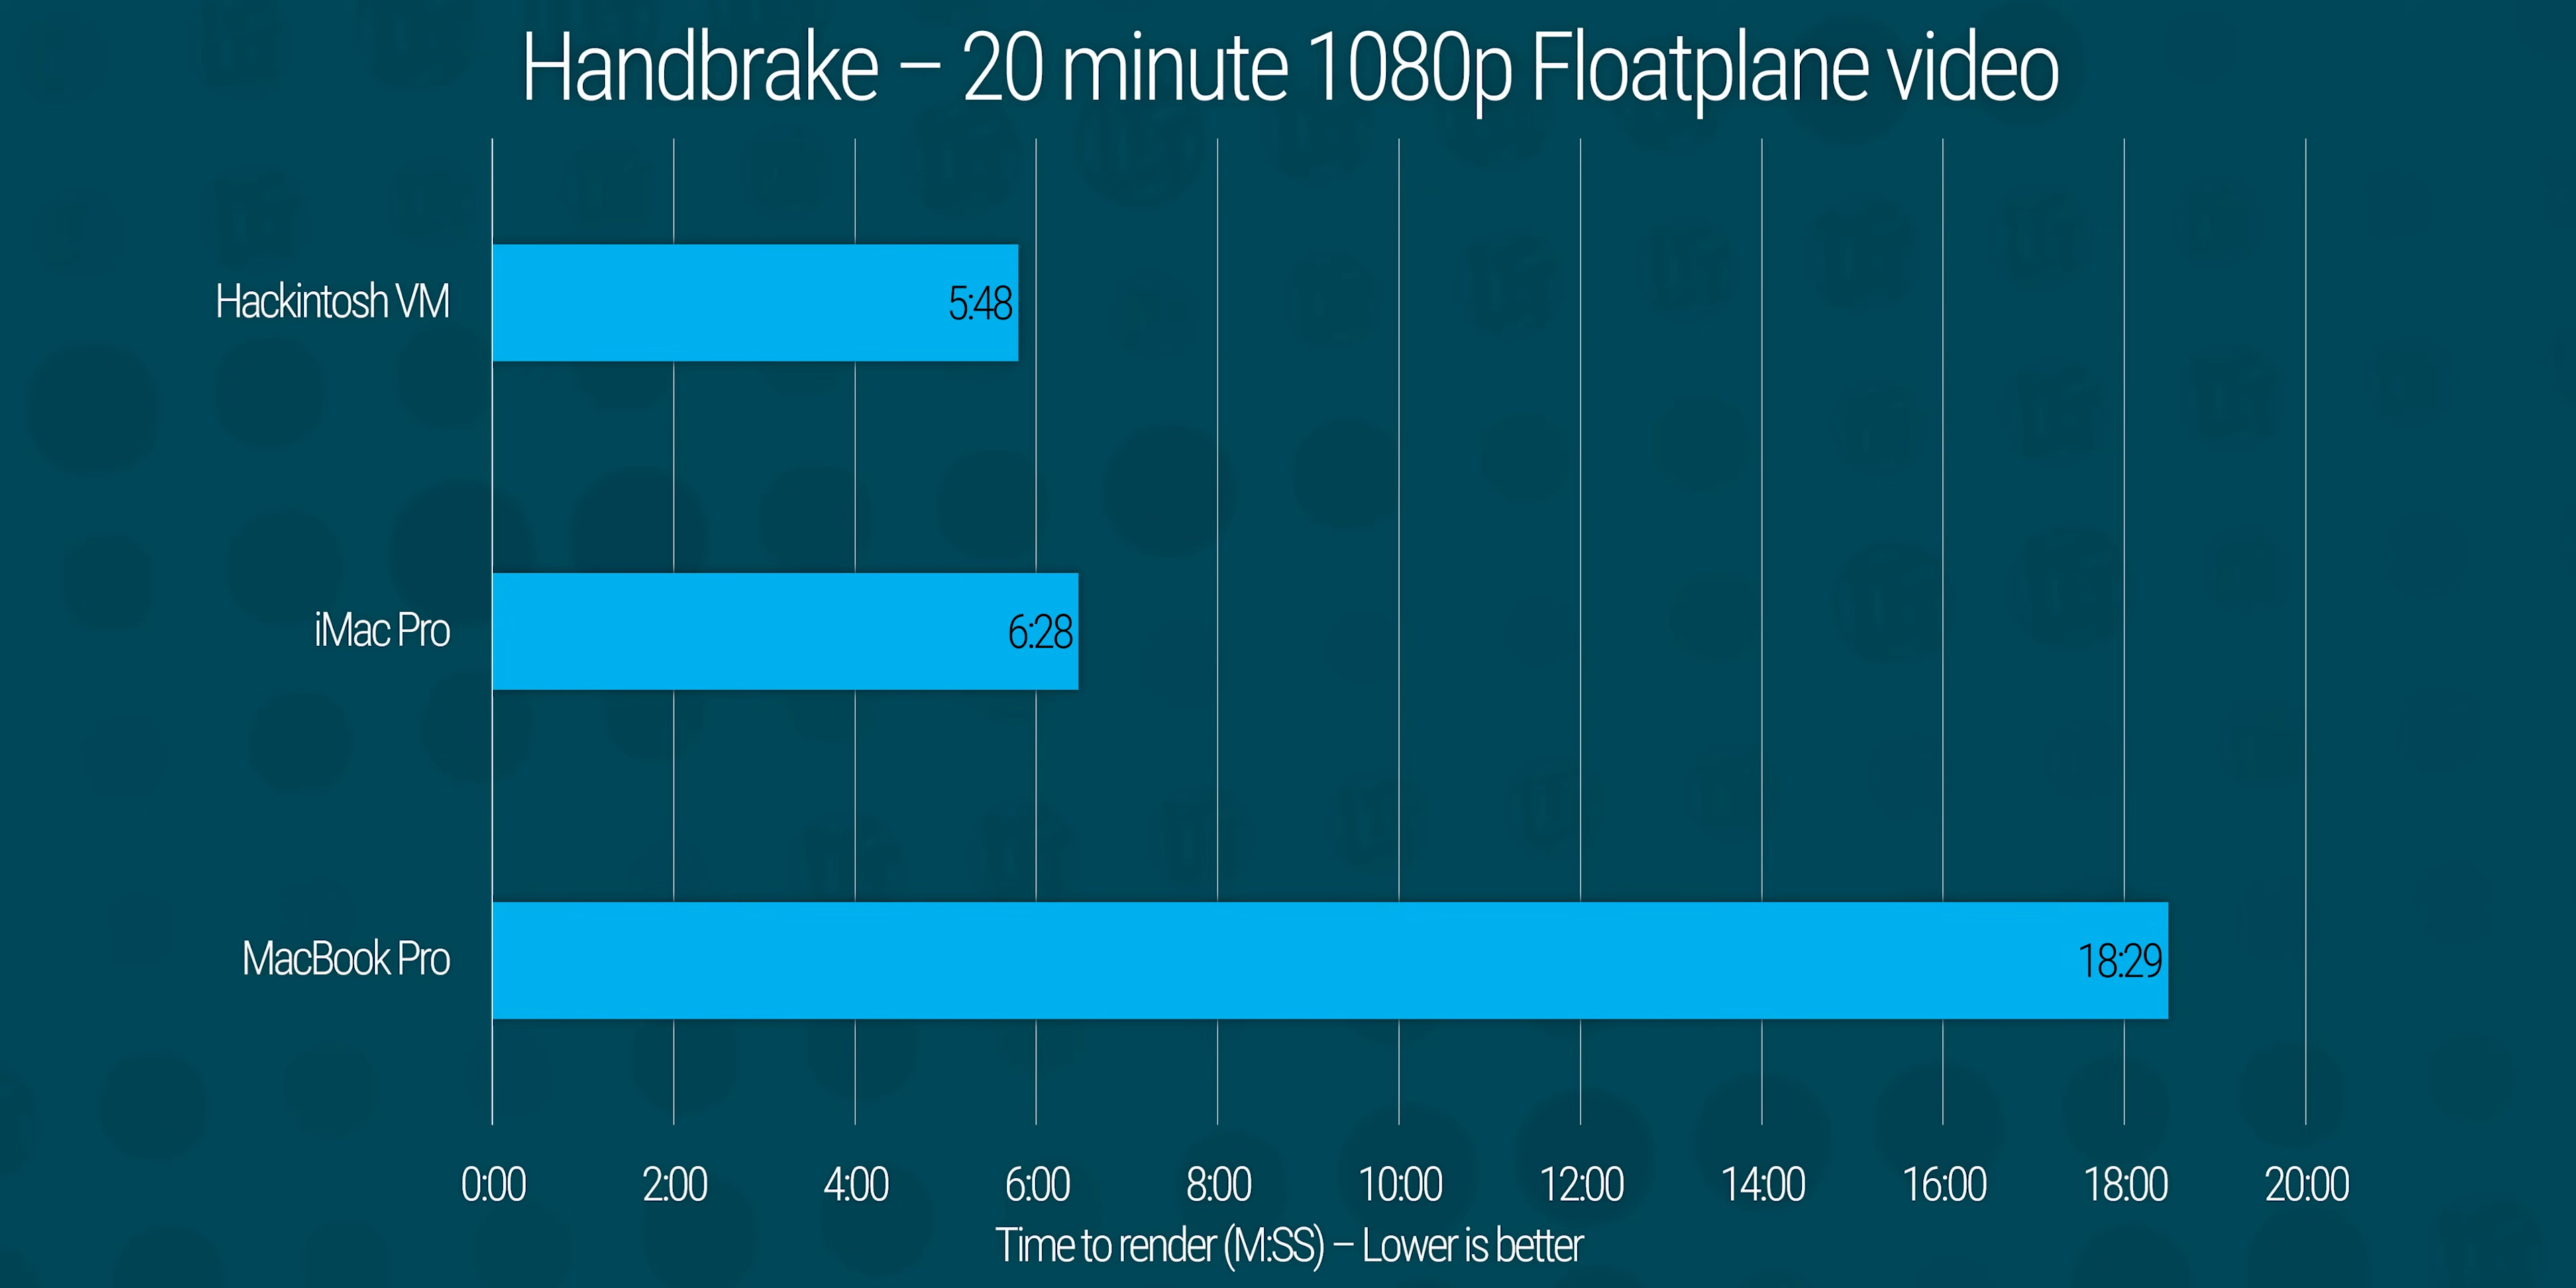 Handbrake – 20 minute 1080p Floatplane video
Hackintosh VM
5:48
iMac Pro
6:28
MacBook Pro
18:29
0:00 2:00 4:00 6:00 8:00 10:00 12:00 14:00 16:00 18:00 20:00
Time to render (M:SS) – Lower is better